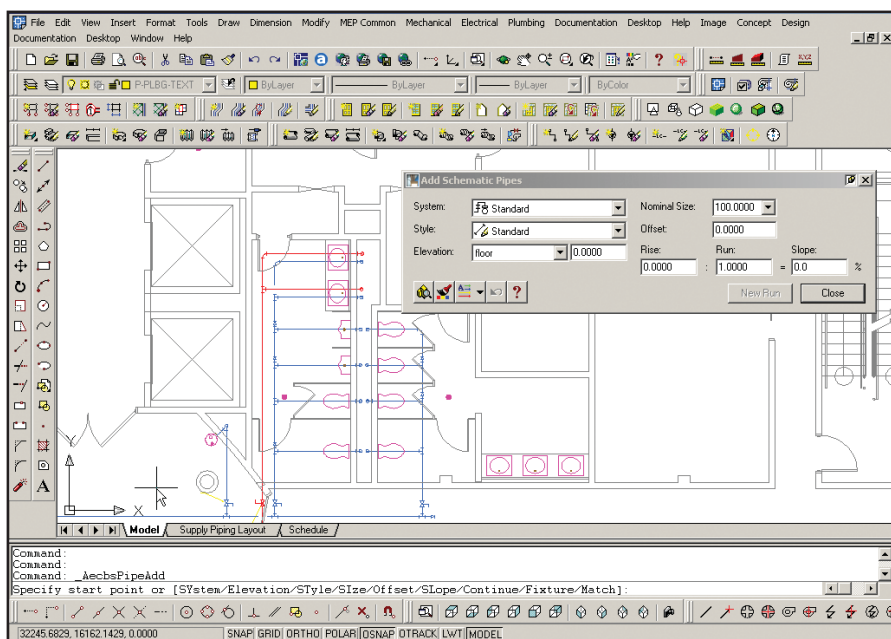 File Edit View Insert Format Tools Draw Dimension Modify MEP Common Mechanical Electrical Plumbing Documentation Desktop Help Image Concept Design
Documentation Desktop Window Help
P-PLBG-TEXT ByLayer ByLayer ByLayer ByColor
Add Schematic Pipes
System: Standard Nominal Size: 100.0000
Style: Standard Offset: 0.0000
Elevation: floor 0.0000 Rise: Run: Slope:
0.0000 : 1.0000 = 0.0 %
New Run Close
Y
X
Model Supply Piping Layout Schedule
Command:
Command:
Command: _AecbsPipeAdd
Specify start point or [SYstem/Elevation/STyle/SIze/Offset/SLope/Continue/Fixture/Match]:
32245.6829, 16162.1429, 0.0000 SNAP GRID ORTHO POLAR OSNAP OTRACK LWT MODEL